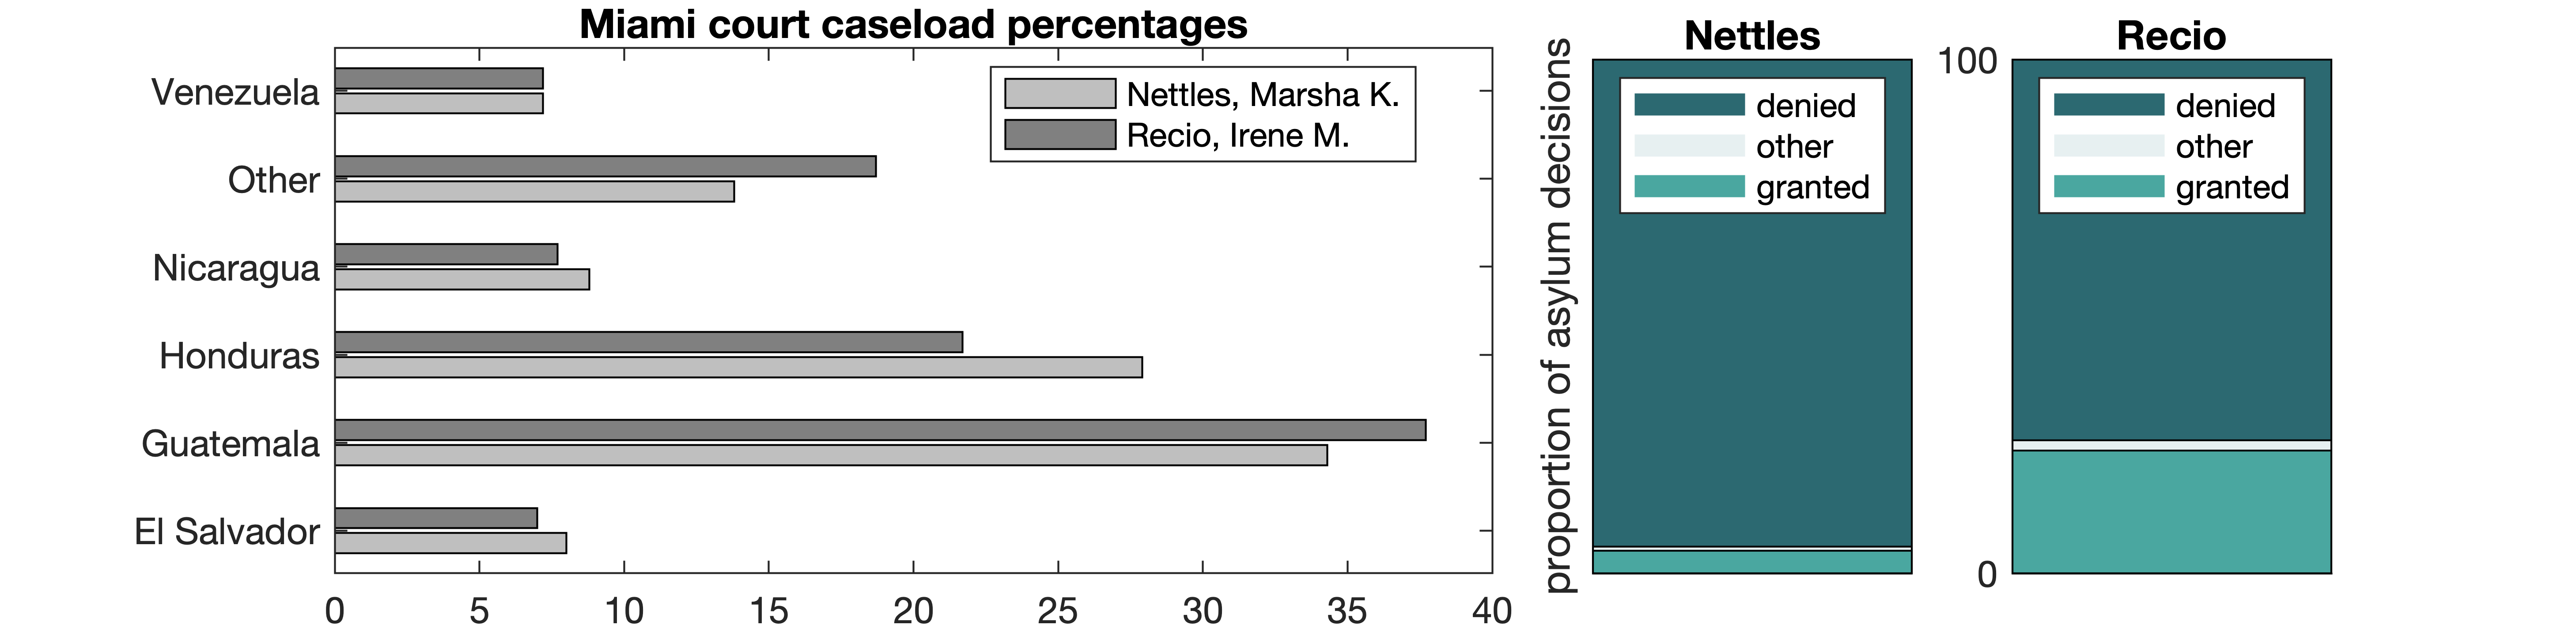 Miami court caseload percentages
Venezuela
Other
Nicaragua
Honduras
Guatemala
El Salvador
0 5 10 15 20 25 30 35 40
Nettles, Marsha K.
Recio, Irene M.
proportion of asylum decisions
Nettles
denied
other
granted
Recio
100
0
denied
other
granted